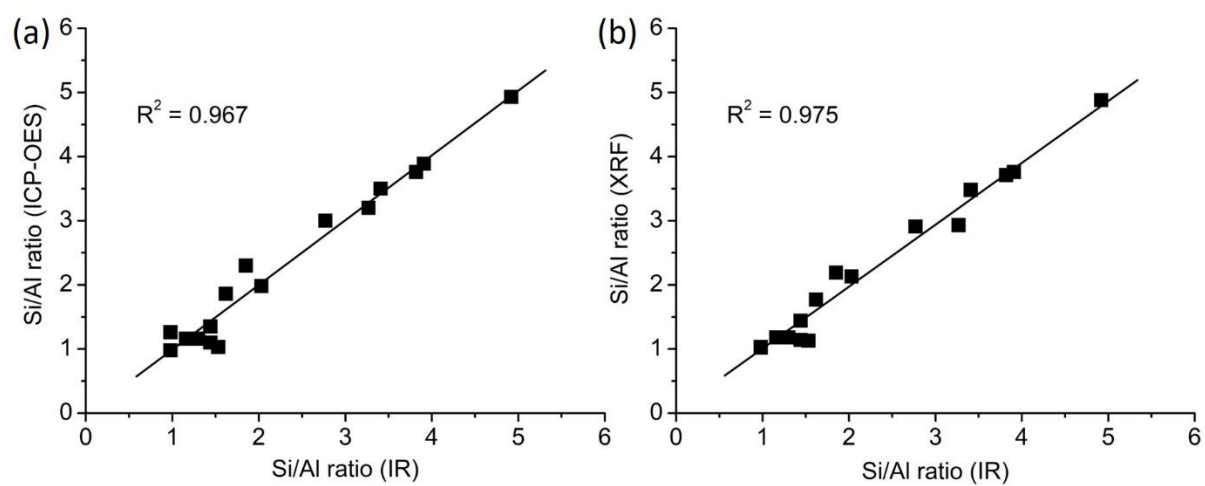 (a)
6
5
4
3
2
1
0
Si/Al ratio (ICP-OES)
R² = 0.967
0 1 2 3 4 5 6
Si/Al ratio (IR)
(b)
6
5
4
3
2
1
0
Si/Al ratio (XRF)
R² = 0.975
0 1 2 3 4 5 6
Si/Al ratio (IR)